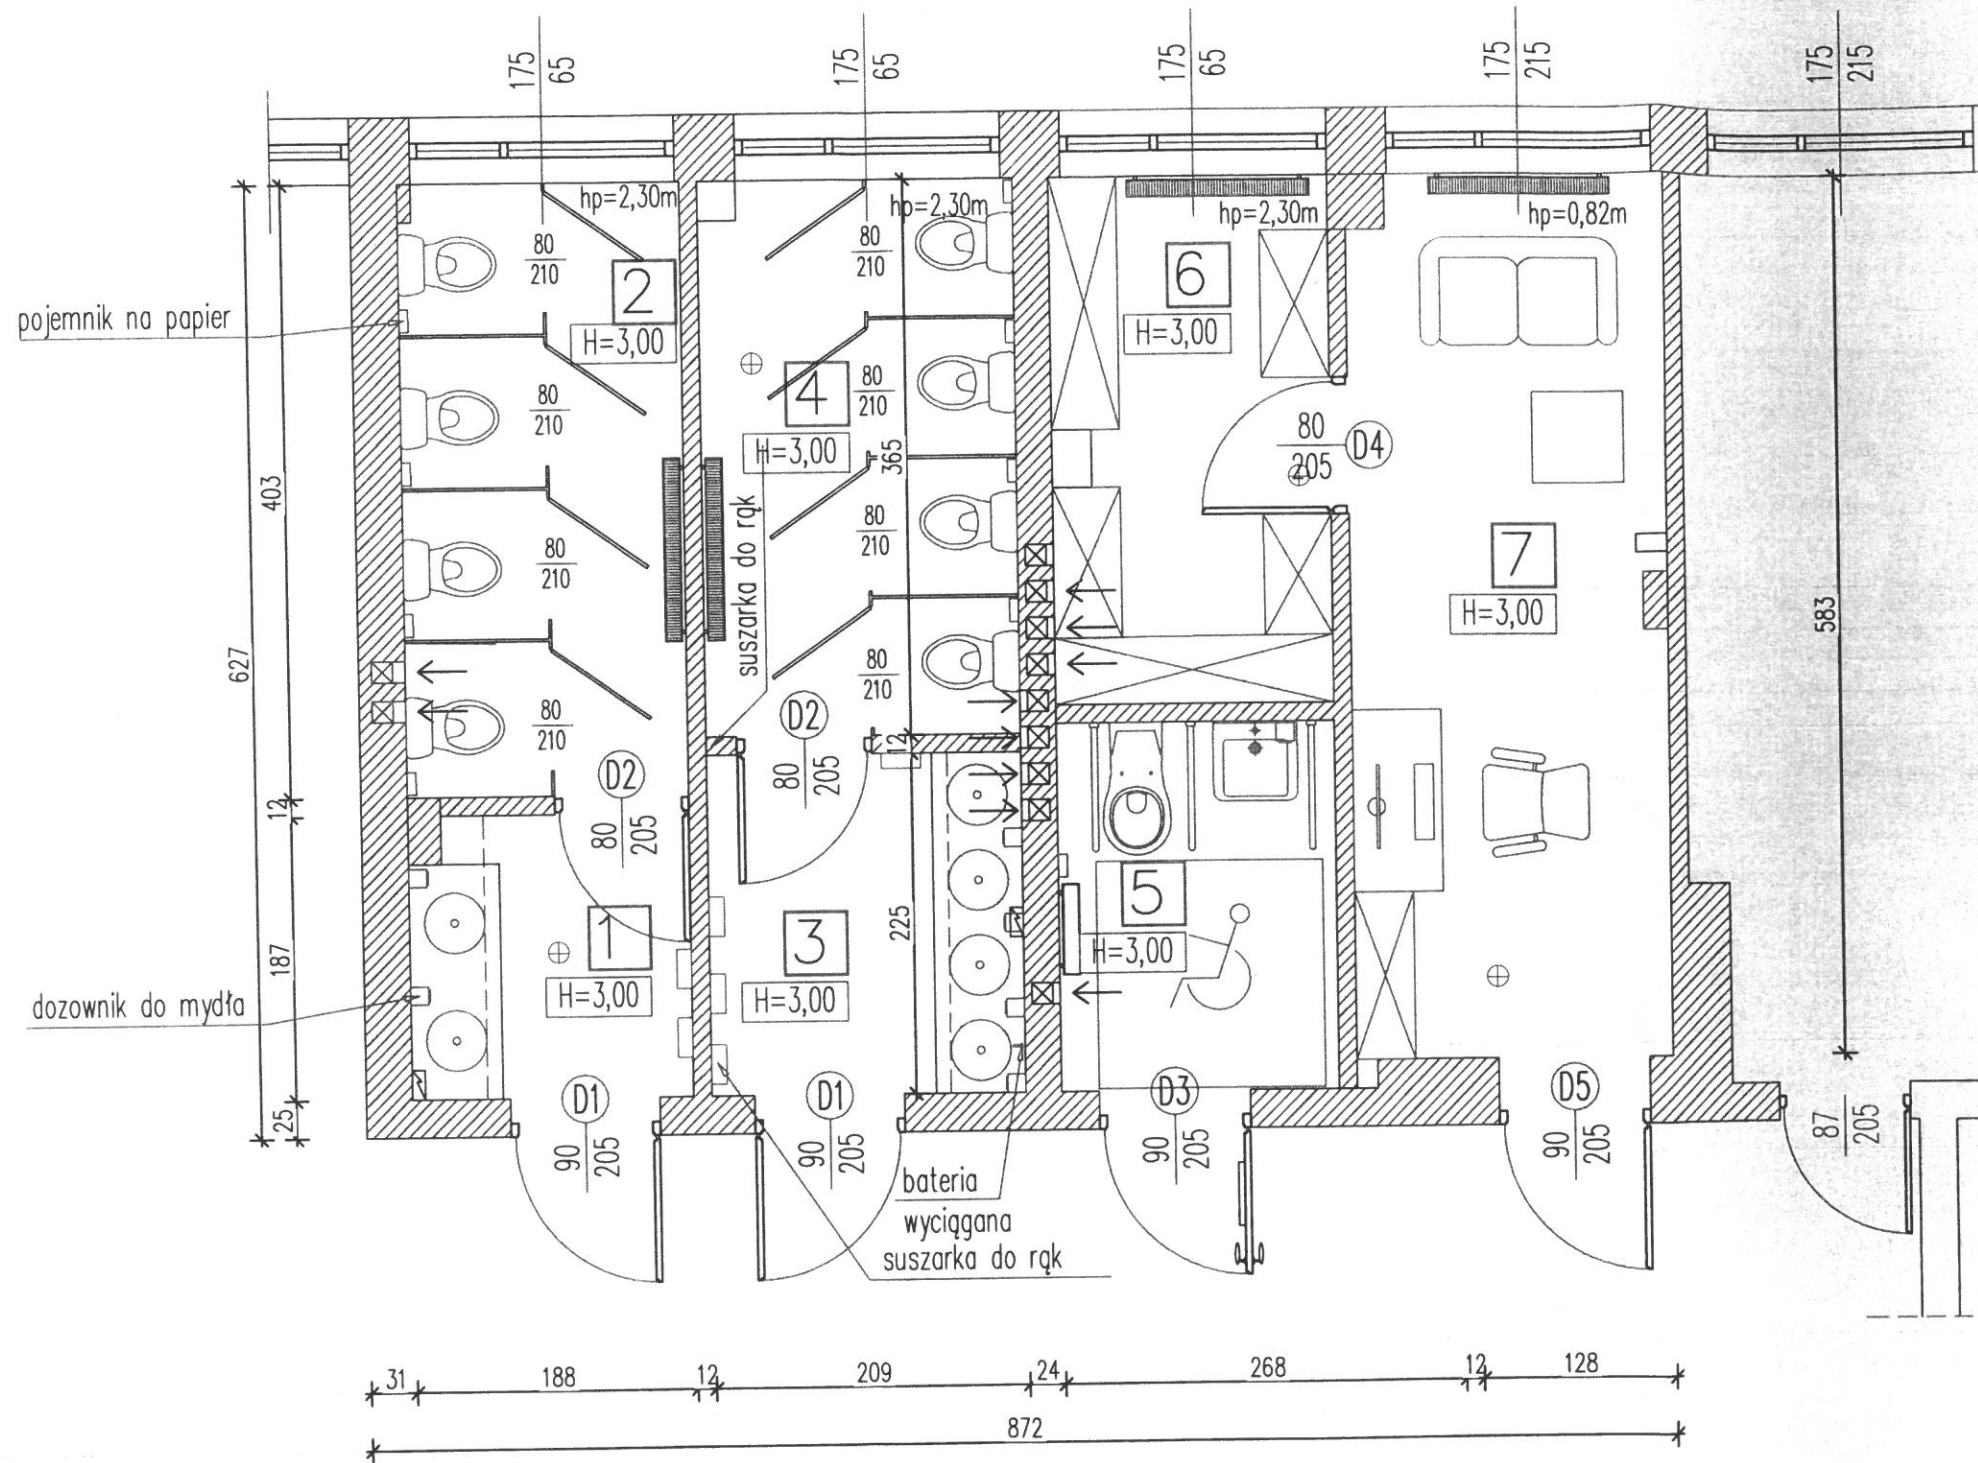 175
65
175
65
175
65
175
215
175
215
hp=2,30m
hp=2,30m
hp=2,30m
hp=0,82m
80
210
2
H=3,00
80
210
6
H=3,00
pojemnik na papier
80
210
4
H=3,00
80
210
80
205
D4
365
403
suszarka do rąk
80
210
80
210
7
H=3,00
583
627
80
210
80
210
D2
80
205
D2
80
205
12
12
1
H=3,00
3
H=3,00
225
5
H=3,00
187
dozownik do mydła
25
D1
90
205
D1
90
205
D3
90
205
D5
90
205
87
205
bateria
wyciągana
suszarka do rąk
31
188
12
209
24
268
12
128
872